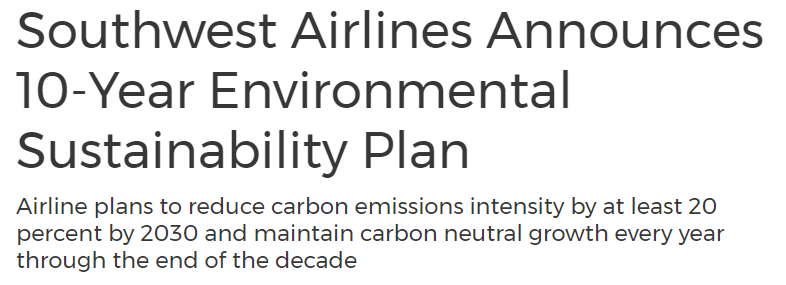 Southwest Airlines Announces
10-Year Environmental
Sustainability Plan
Airline plans to reduce carbon emissions intensity by at least 20
percent by 2030 and maintain carbon neutral growth every year
through the end of the decade